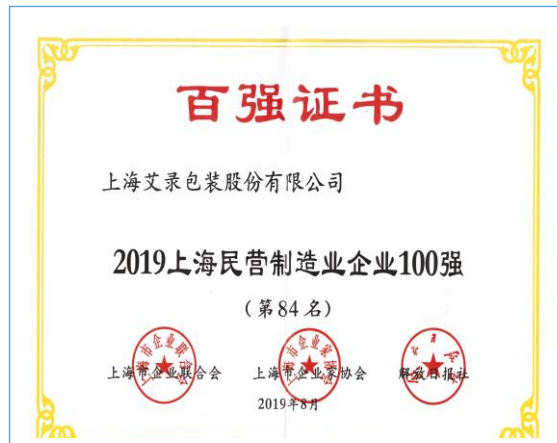 百强证书
上海艾录包装股份有限公司
2019上海民营制造业企业100强
(第84名)
上海市企业联合会 上海市企业家协会 解放日报社
2019年8月